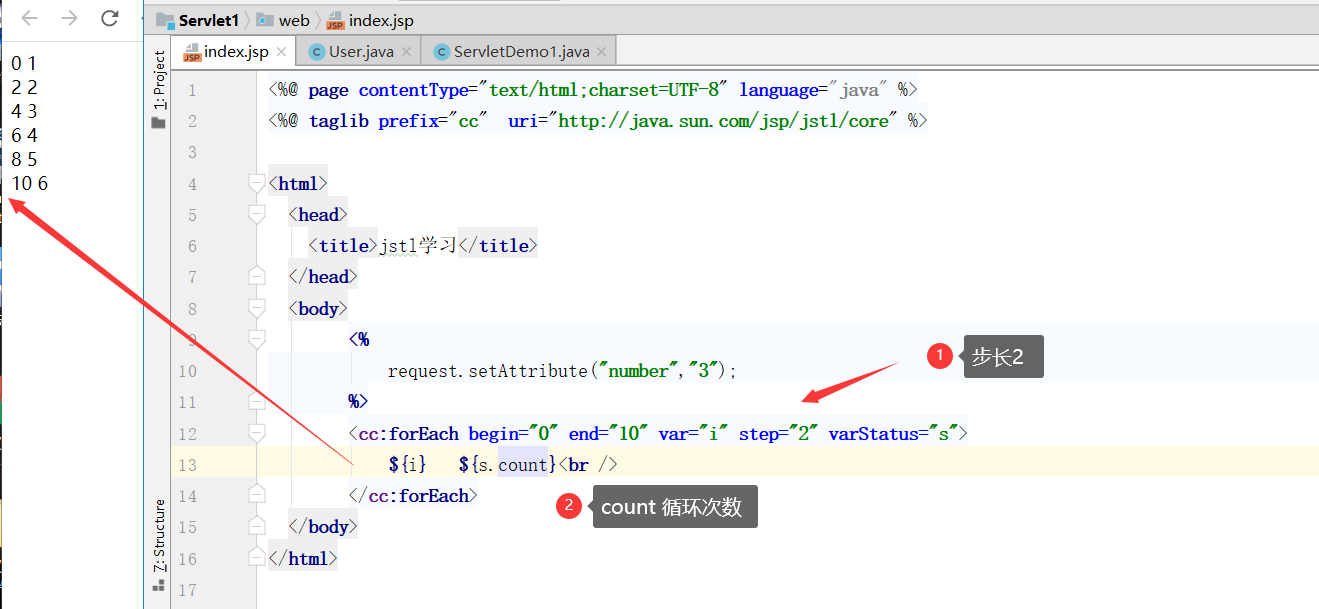 Servlet1 web index.jsp
index.jsp User.java ServletDemo1.java
0 1
2 2
4 3
6 4
8 5
10 6
1: Project
Z: Structure
1 <%@ page contentType="text/html;charset=UTF-8" language="java" %>
2 <%@ taglib prefix="cc"  uri="http://java.sun.com/jsp/jstl/core" %>
3
4 <html>
5 <head>
6 <title>jstl学习</title>
7 </head>
8 <body>
9 <%
10 request.setAttribute("number","3");
11 %>
12 <cc:forEach begin="0" end="10" var="i" step="2" varStatus="s">
13 ${i}   ${s.count}<br />
14 </cc:forEach>
15 </body>
16 </html>
17
1 步长2
2 count 循环次数